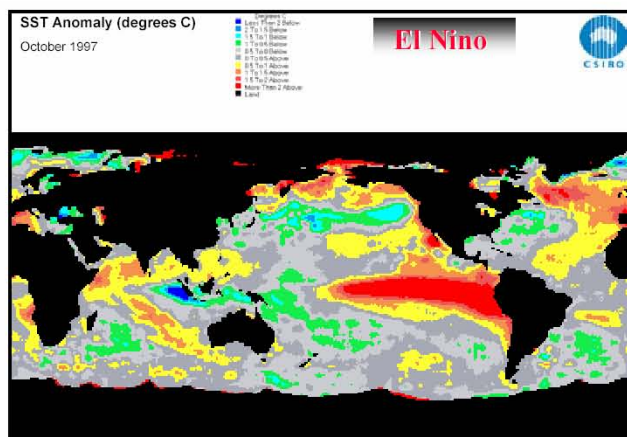 SST Anomaly (degrees C)
October 1997
Degrees C
Less Than 2 Below
2 To 1.5 Below
1.5 To 1 Below
1 To 0.5 Below
0.5 To 0 Below
0 To 0.5 Above
0.5 To 1 Above
1 To 1.5 Above
1.5 To 2 Above
More Than 2 Above
Land
El Nino
CSIRO